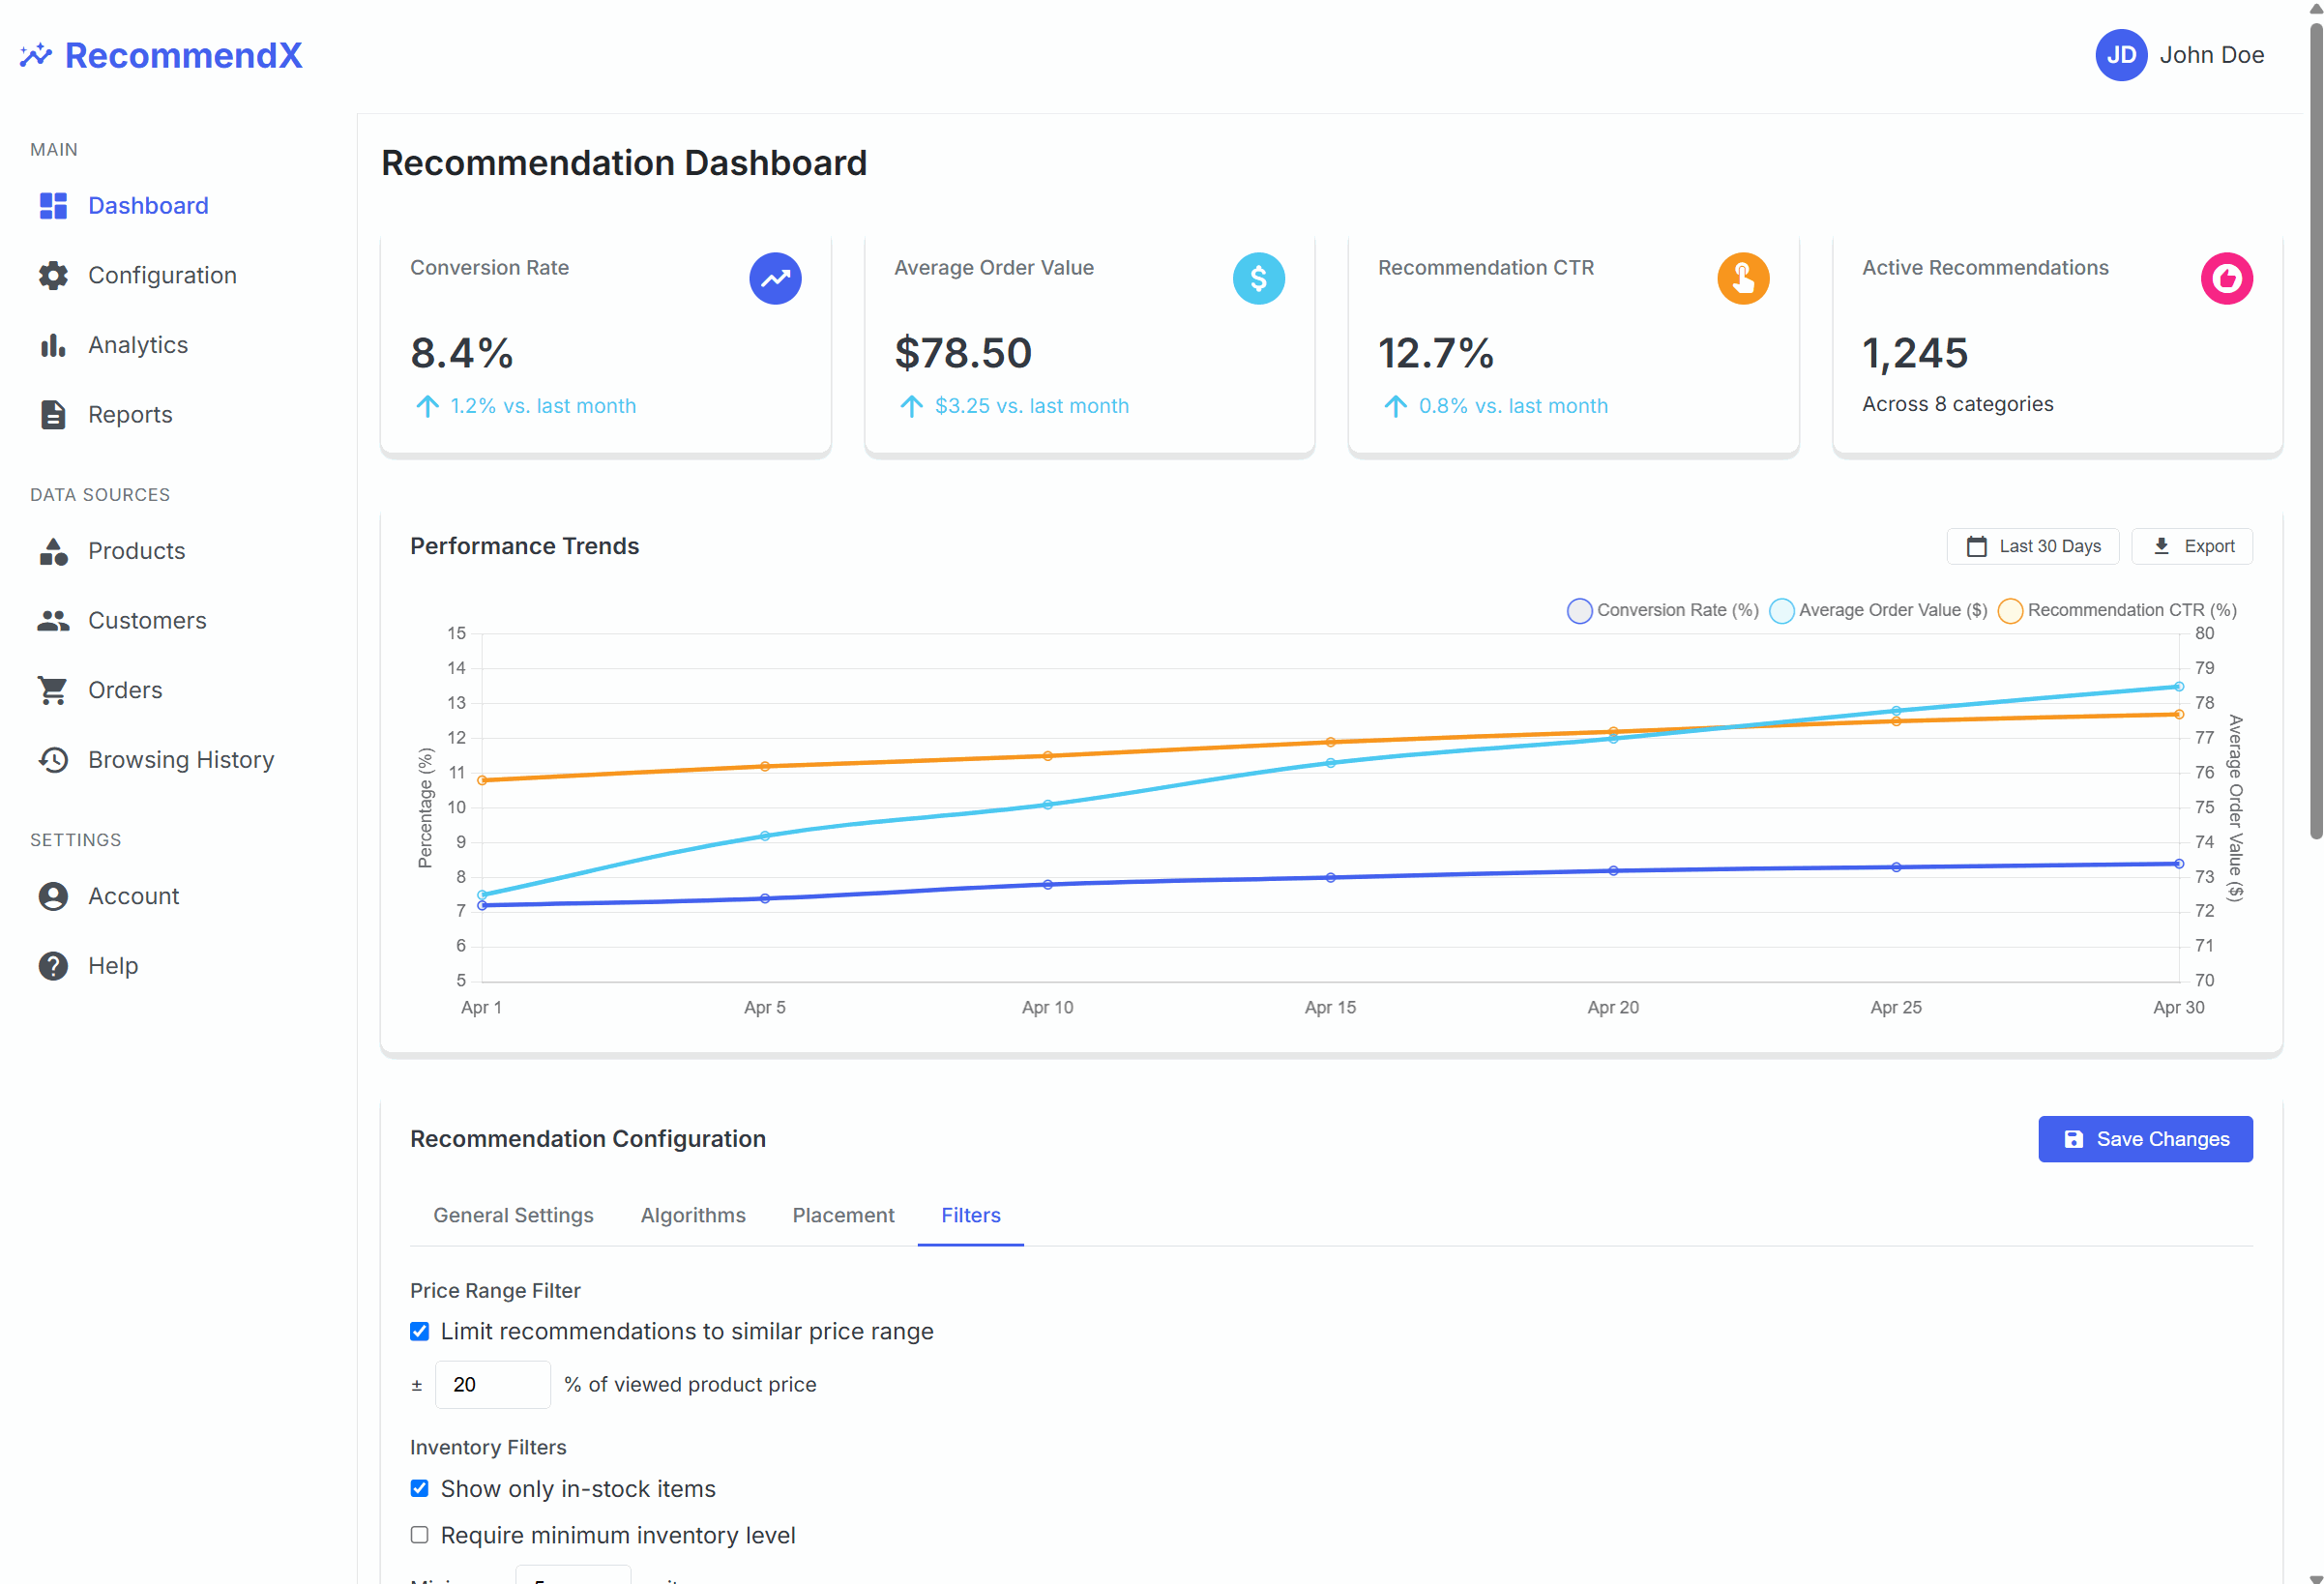 RecommendX
JD John Doe
MAIN
Dashboard
Configuration
Analytics
Reports
DATA SOURCES
Products
Customers
Orders
Browsing History
SETTINGS
Account
Help
Recommendation Dashboard
Conversion Rate
8.4%
1.2% vs. last month
Average Order Value
$78.50
$3.25 vs. last month
Recommendation CTR
12.7%
0.8% vs. last month
Active Recommendations
1,245
Across 8 categories
Performance Trends
Last 30 Days
Export
Conversion Rate (%) Average Order Value ($) Recommendation CTR (%)
Percentage (%)
15
14
13
12
11
10
9
8
7
6
5
80
79
78
77
76
75
74
73
72
71
70
Average Order Value ($)
Apr 1 Apr 5 Apr 10 Apr 15 Apr 20 Apr 25 Apr 30
Recommendation Configuration
Save Changes
General Settings Algorithms Placement Filters
Price Range Filter
Limit recommendations to similar price range
± 20 % of viewed product price
Inventory Filters
Show only in-stock items
Require minimum inventory level